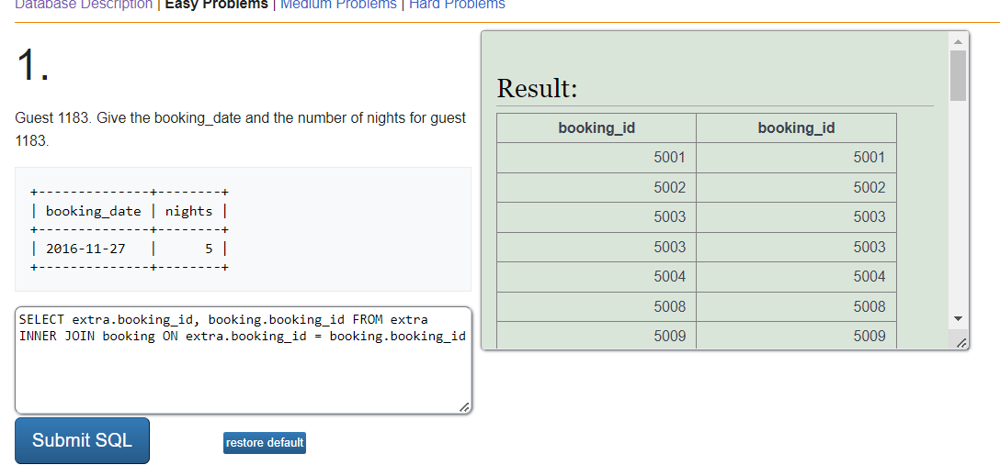 Database Description | Easy Problems | Medium Problems | Hard Problems
1.
Guest 1183. Give the booking_date and the number of nights for guest
1183.
+--------------+--------+
| booking_date | nights |
+--------------+--------+
| 2016-11-27   |      5 |
+--------------+--------+
SELECT extra.booking_id, booking.booking_id FROM extra
INNER JOIN booking ON extra.booking_id = booking.booking_id
Submit SQL
restore default
Result:
booking_id booking_id
5001 5001
5002 5002
5003 5003
5003 5003
5004 5004
5008 5008
5009 5009